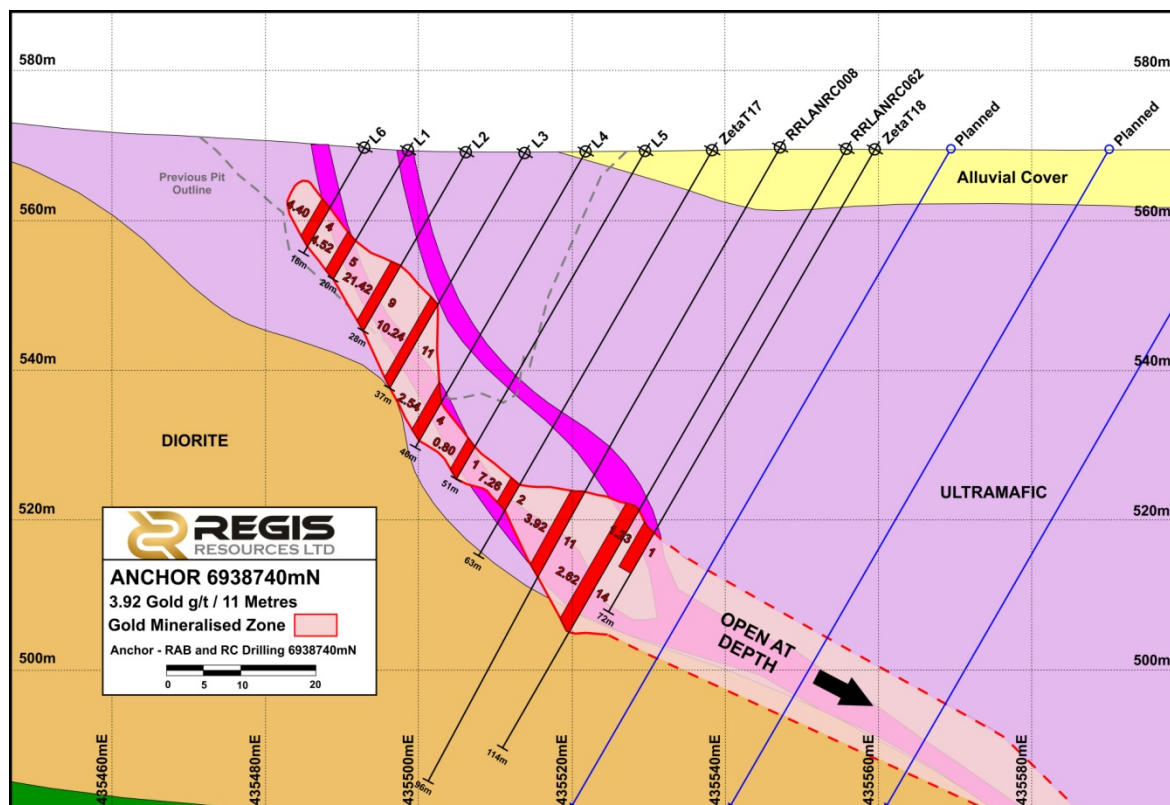 580m
580m
L6
L1
L2
L3
L4
L5
ZetaT17
RRLANRC008
RRLANRC062
ZetaT18
Planned
Planned
Previous Pit
Outline
Alluvial Cover
560m
560m
4.40
4
4.52
5
21.42
9
10.24
11
18m
28m
540m
540m
37m
2.54
4
0.80
1
7.26
2
3.92
11
2.62
14
1
51m
63m
72m
114m
96m
DIORITE
ULTRAMAFIC
520m
520m
REGIS
RESOURCES LTD
ANCHOR 6938740mN
3.92 Gold g/t / 11 Metres
Gold Mineralised Zone
Anchor - RAB and RC Drilling 6938740mN
0 5 10 20
OPEN AT
DEPTH
500m
500m
435460mE
435480mE
435500mE
435520mE
435540mE
435560mE
435580mE